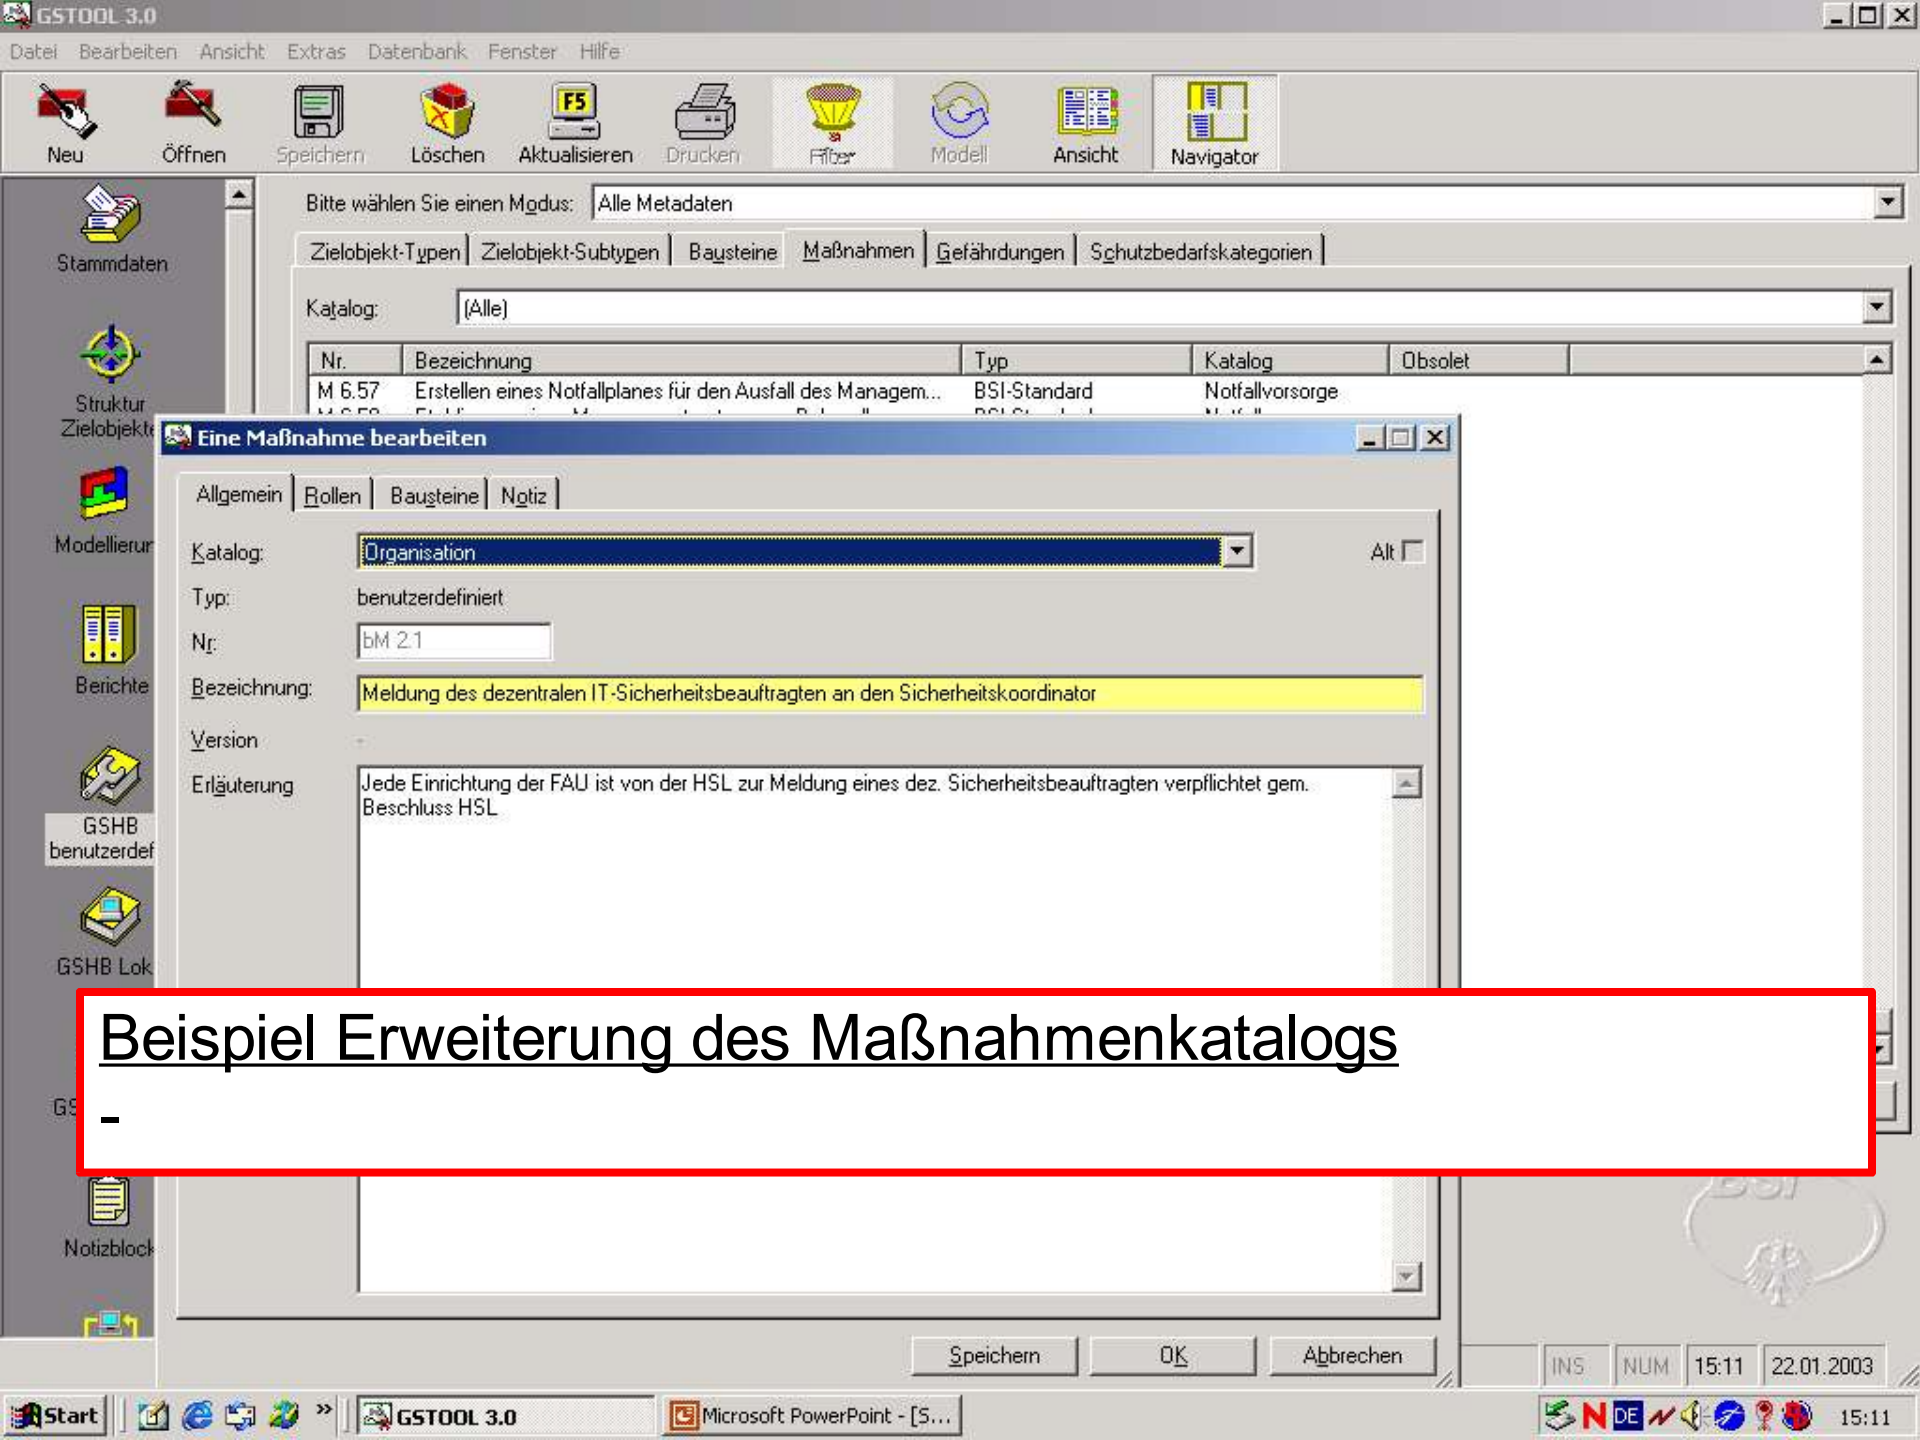 GSTOOL 3.0
Datei Bearbeiten Ansicht Extras Datenbank Fenster Hilfe
Neu Öffnen Speichern Löschen Aktualisieren Drucken Filter Modell Ansicht Navigator
Stammdaten
Struktur
Zielobjekte
Modellierun
Berichte
GSHB
benutzerdef
GSHB Lok
GS
Notizblock
Bitte wählen Sie einen Modus: Alle Metadaten
Zielobjekt-Typen Zielobjekt-Subtypen Bausteine Maßnahmen Gefährdungen Schutzbedarfskategorien
Katalog: (Alle)
Nr. Bezeichnung Typ Katalog Obsolet
M 6.57 Erstellen eines Notfallplanes für den Ausfall des Managem... BSI-Standard Notfallvorsorge
Eine Maßnahme bearbeiten
Allgemein Rollen Bausteine Notiz
Katalog: Organisation Alt
Typ: benutzerdefiniert
Nr: bM 2.1
Bezeichnung: Meldung des dezentralen IT-Sicherheitsbeauftragten an den Sicherheitskoordinator
Version -
Erläuterung Jede Einrichtung der FAU ist von der HSL zur Meldung eines dez. Sicherheitsbeauftragten verpflichtet gem.
Beschluss HSL
Beispiel Erweiterung des Maßnahmenkatalogs
-
BSI
Speichern OK Abbrechen
INS NUM 15:11 22.01.2003
Start » GSTOOL 3.0 Microsoft PowerPoint - [S... N DE 15:11